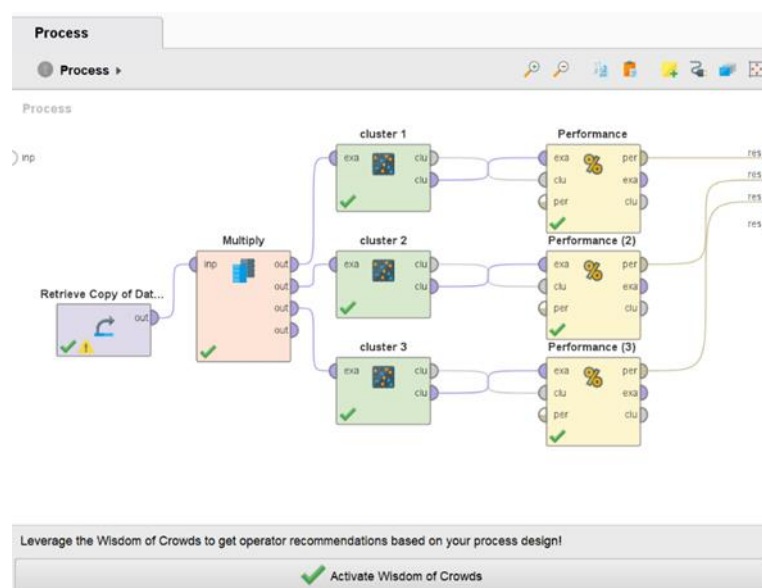 Process
Process
Process
inp
res
res
res
res
cluster 1
exa
clu
clu
Performance
exa
per
clu
exa
per
clu
Multiply
inp
out
out
out
out
cluster 2
exa
clu
clu
Performance (2)
exa
per
clu
exa
per
clu
Retrieve Copy of Dat...
out
cluster 3
exa
clu
clu
Performance (3)
exa
per
clu
exa
per
clu
Leverage the Wisdom of Crowds to get operator recommendations based on your process design!
Activate Wisdom of Crowds